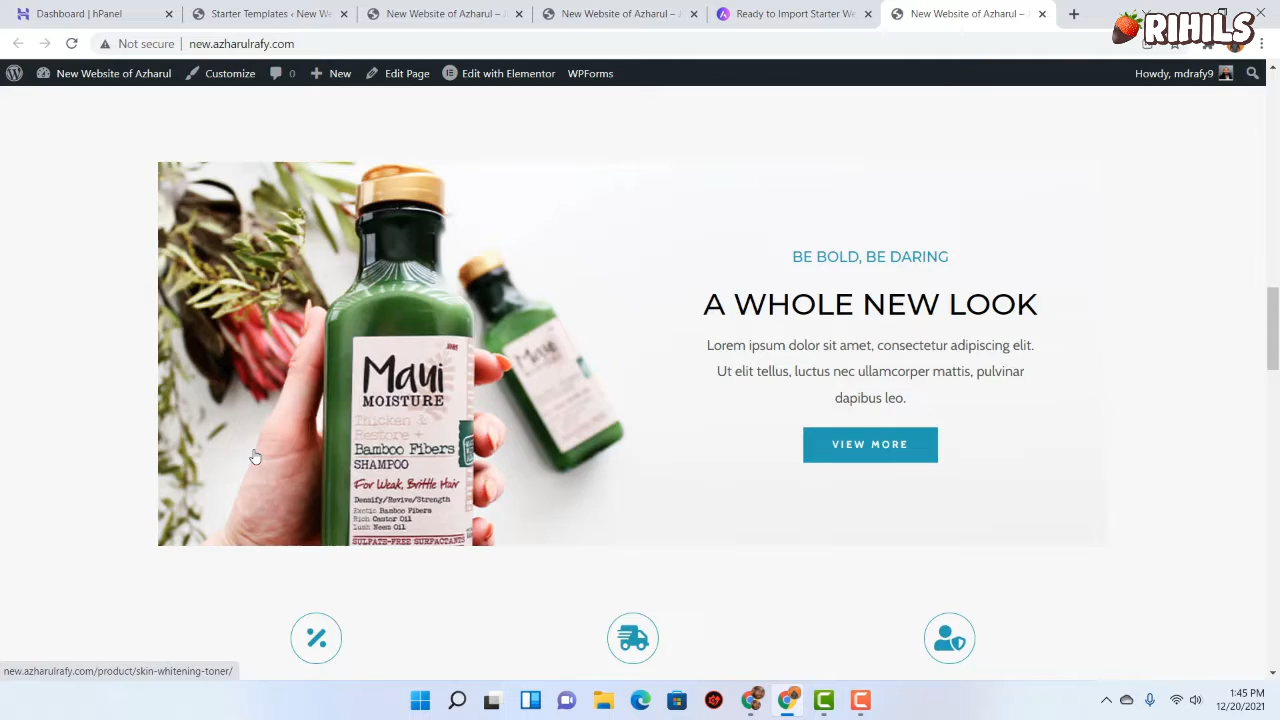 Dashboard | hPanel
Starter Templates ‹ New We
New Website of Azharul – J
New Website of Azharul – A
Ready to Import Starter We
New Website of Azharul –
RIHILS
Not secure
new.azharulrafy.com
New Website of Azharul
Customize
0
New
Edit Page
Edit with Elementor
WPForms
Howdy, mdrafy9
BE BOLD, BE DARING
A WHOLE NEW LOOK
Lorem ipsum dolor sit amet, consectetur adipiscing elit.
Ut elit tellus, luctus nec ullamcorper mattis, pulvinar
dapibus leo.
VIEW MORE
Maui
MOISTURE
Thicken &
Restore +
Bamboo Fibers
SHAMPOO
For Weak, Brittle Hair
Densify/Revive/Strength
Exotic Bamboo Fibers
Rich Castor Oil
Lush Neem Oil
SULFATE-FREE SURFACTANTS
Maui
new.azharulrafy.com/product/skin-whitening-toner/
1:45 PM
12/20/2021